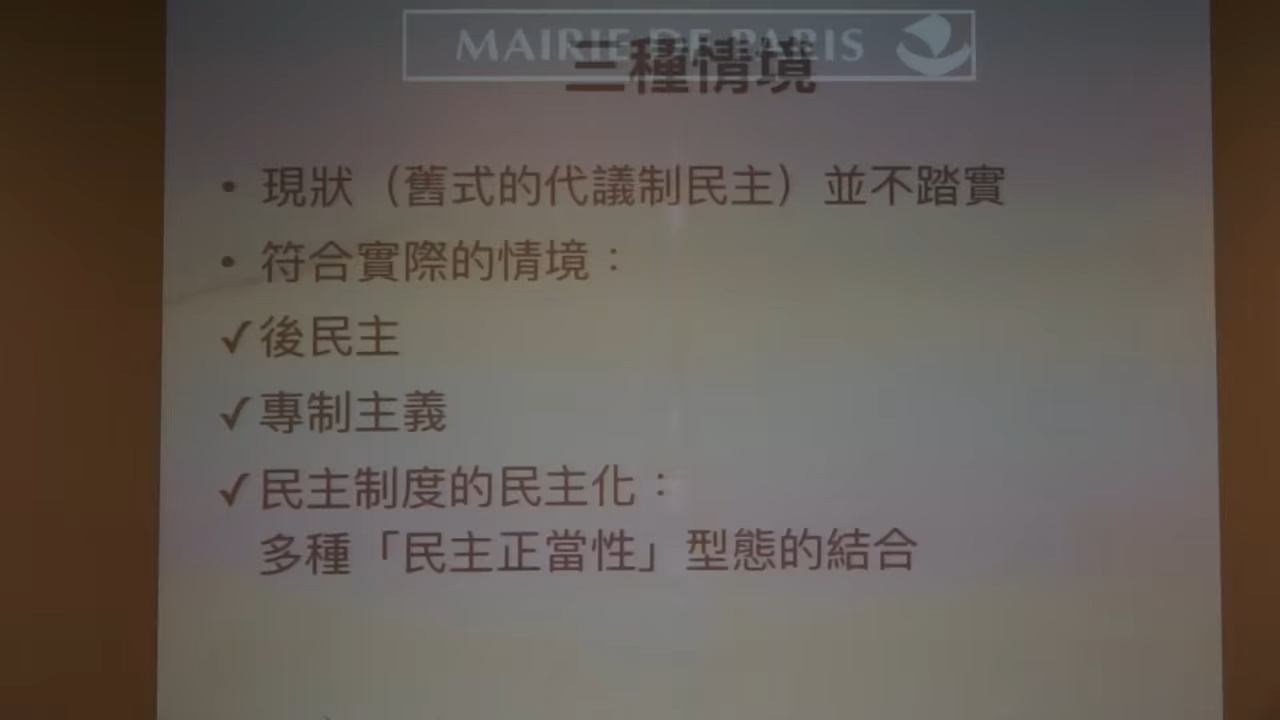 MAIRIE DE PARIS
三種情境
• 現狀（舊式的代議制民主）並不踏實
• 符合實際的情境：
✓後民主
✓專制主義
✓民主制度的民主化：
多種「民主正當性」型態的結合